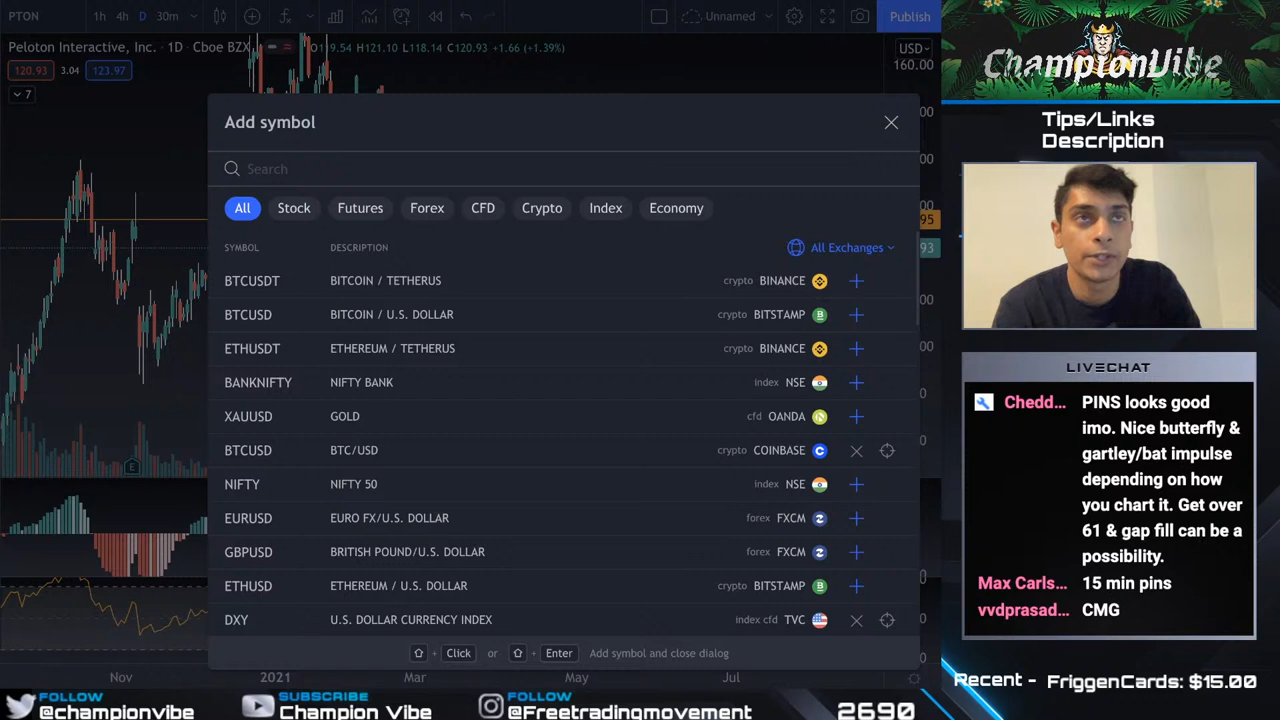 PTON 1h 4h D 30m Unnamed Publish
Peloton Interactive, Inc. · 1D · Cboe BZX H121.10 L118.14 C120.93 +1.66 (+1.39%) USD
120.93 3.04 123.97 160.00
7
Add symbol
Search
All Stock Futures Forex CFD Crypto Index Economy
SYMBOL DESCRIPTION All Exchanges
BTCUSDT BITCOIN / TETHERUS crypto BINANCE
BTCUSD BITCOIN / U.S. DOLLAR crypto BITSTAMP
ETHUSDT ETHEREUM / TETHERUS crypto BINANCE
BANKNIFTY NIFTY BANK index NSE
XAUUSD GOLD cfd OANDA
BTCUSD BTC/USD crypto COINBASE
NIFTY NIFTY 50 index NSE
EURUSD EURO FX/U.S. DOLLAR forex FXCM
GBPUSD BRITISH POUND/U.S. DOLLAR forex FXCM
ETHUSD ETHEREUM / U.S. DOLLAR crypto BITSTAMP
DXY U.S. DOLLAR CURRENCY INDEX index cfd TVC
+ Click or + Enter Add symbol and close dialog
E
Nov 2021 Mar May Jul
ChampionVibe
Tips/Links
Description
LIVECHAT
Chedd... PINS looks good
imo. Nice butterfly &
gartley/bat impulse
depending on how
you chart it. Get over
61 & gap fill can be a
possibility.
Max Carls... 15 min pins
vvdprasad... CMG
Recent - FriggenCards: $15.00
FOLLOW
@championvibe
SUBSCRIBE
Champion Vibe
FOLLOW
@Freetradingmovement
2690